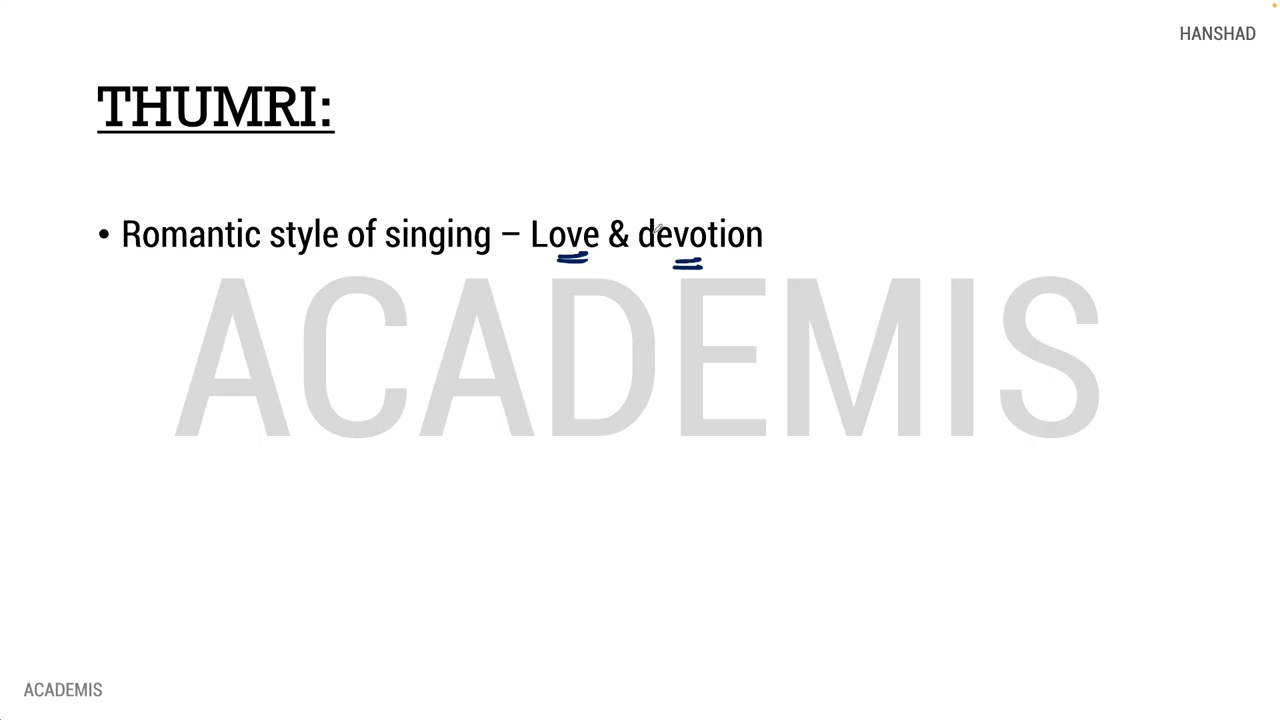 HANSHAD
THUMRI:
• Romantic style of singing – Love & devotion
ACADEMIS
ACADEMIS